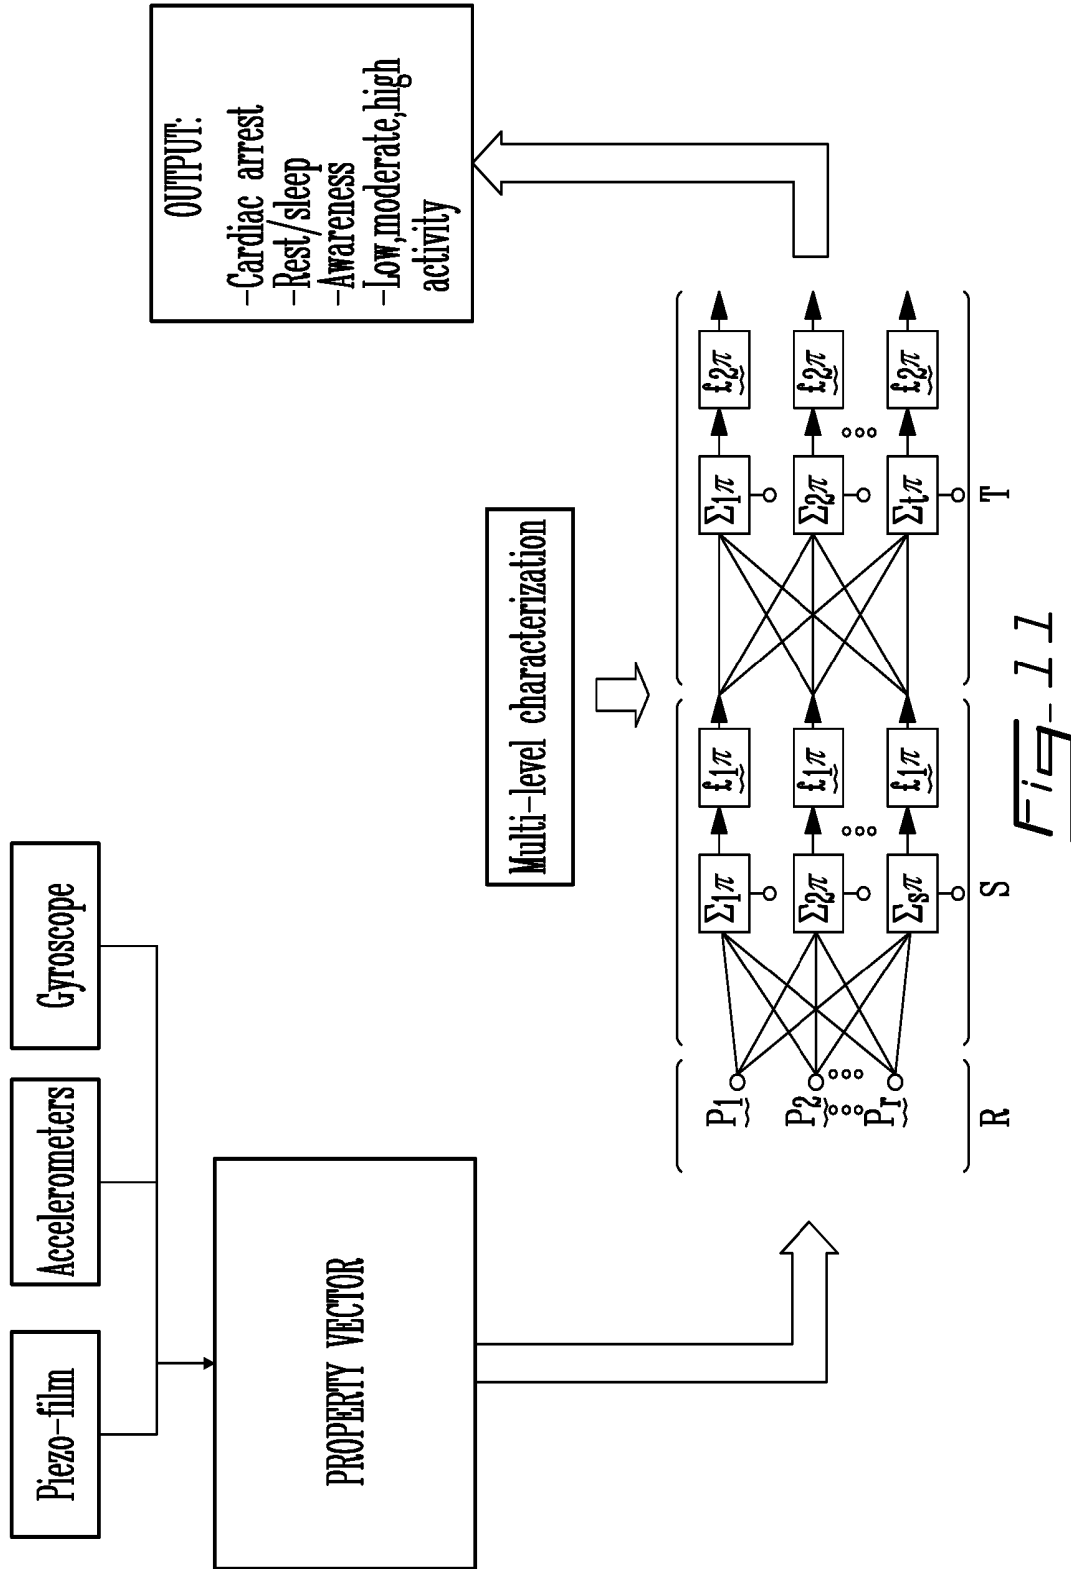 Piezo-film
Accelerometers
Gyroscope
PROPERTY VECTOR
Multi-level characterization
OUTPUT:
-Cardiac arrest
-Rest/sleep
-Awareness
-Low,moderate,high
activity
P1
P2
Pr
Σ1π
f1π
Σ1π
f2π
Σ2π
f1π
Σ2π
f2π
Σsπ
f1π
Σtπ
f2π
R
S
T
Fig-11